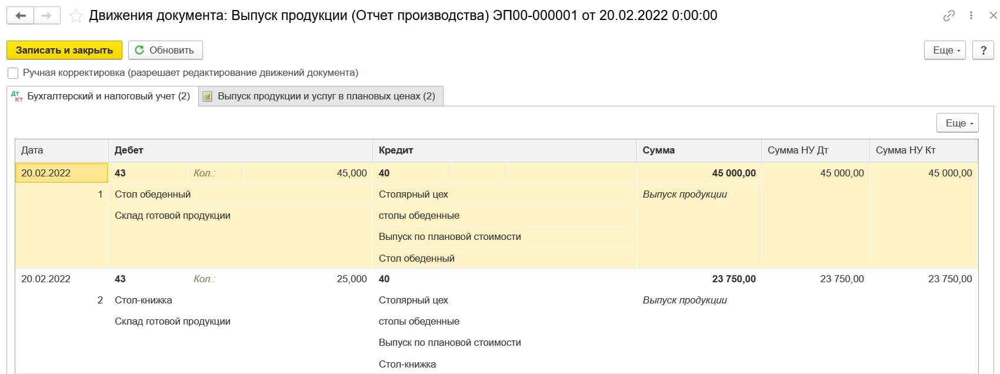 Движения документа: Выпуск продукции (Отчет производства) ЭП00-000001 от 20.02.2022 0:00:00
Записать и закрыть Обновить Еще ?
Ручная корректировка (разрешает редактирование движений документа)
Дт Кт Бухгалтерский и налоговый учет (2) Выпуск продукции и услуг в плановых ценах (2)
Еще
Дата Дебет Кредит Сумма Сумма НУ Дт Сумма НУ Кт
20.02.2022 43 Кол.: 45,000 40 45 000,00 45 000,00 45 000,00
1 Стол обеденный Столярный цех Выпуск продукции
Склад готовой продукции столы обеденные
Выпуск по плановой стоимости
Стол обеденный
20.02.2022 43 Кол.: 25,000 40 23 750,00 23 750,00 23 750,00
2 Стол-книжка Столярный цех Выпуск продукции
Склад готовой продукции столы обеденные
Выпуск по плановой стоимости
Стол-книжка